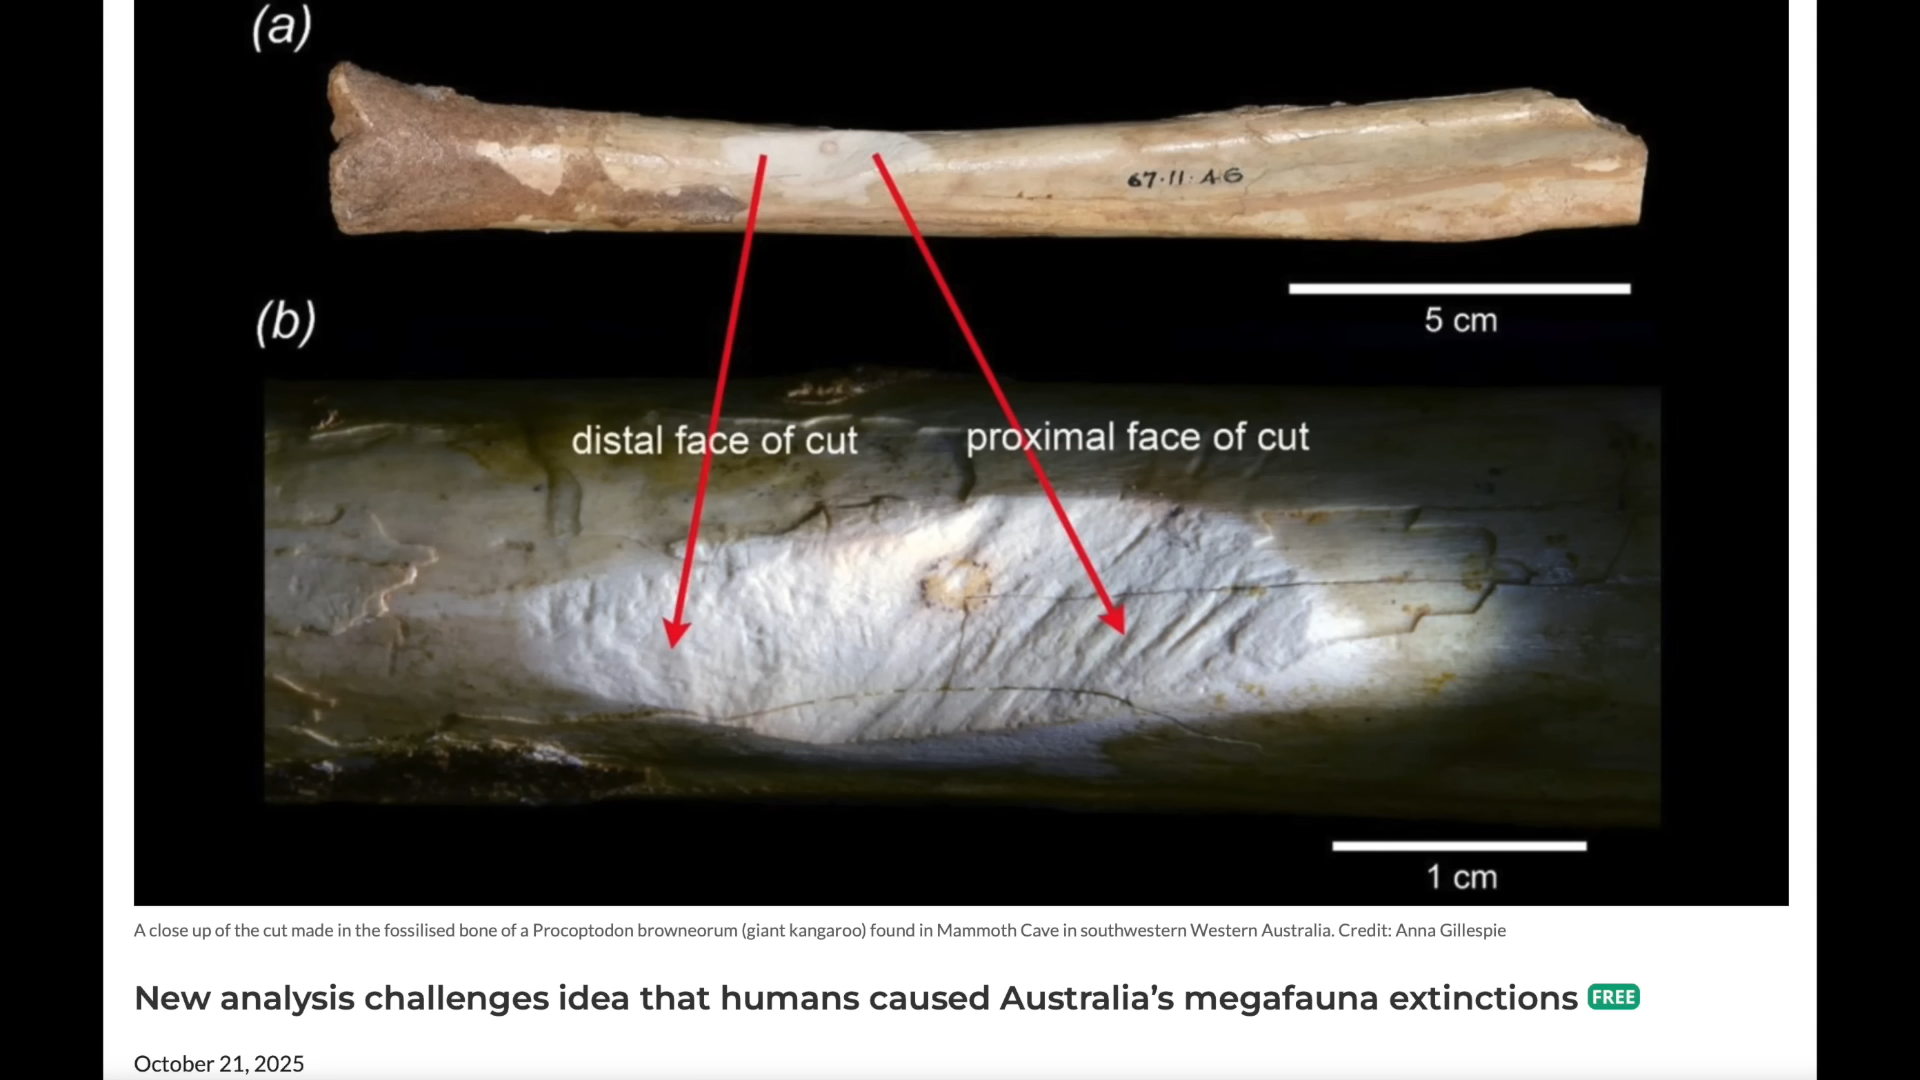 (a)
67·11·A6
5 cm
(b)
distal face of cut
proximal face of cut
1 cm
A close up of the cut made in the fossilised bone of a Procoptodon browneorum (giant kangaroo) found in Mammoth Cave in southwestern Western Australia. Credit: Anna Gillespie
New analysis challenges idea that humans caused Australia’s megafauna extinctions FREE
October 21, 2025